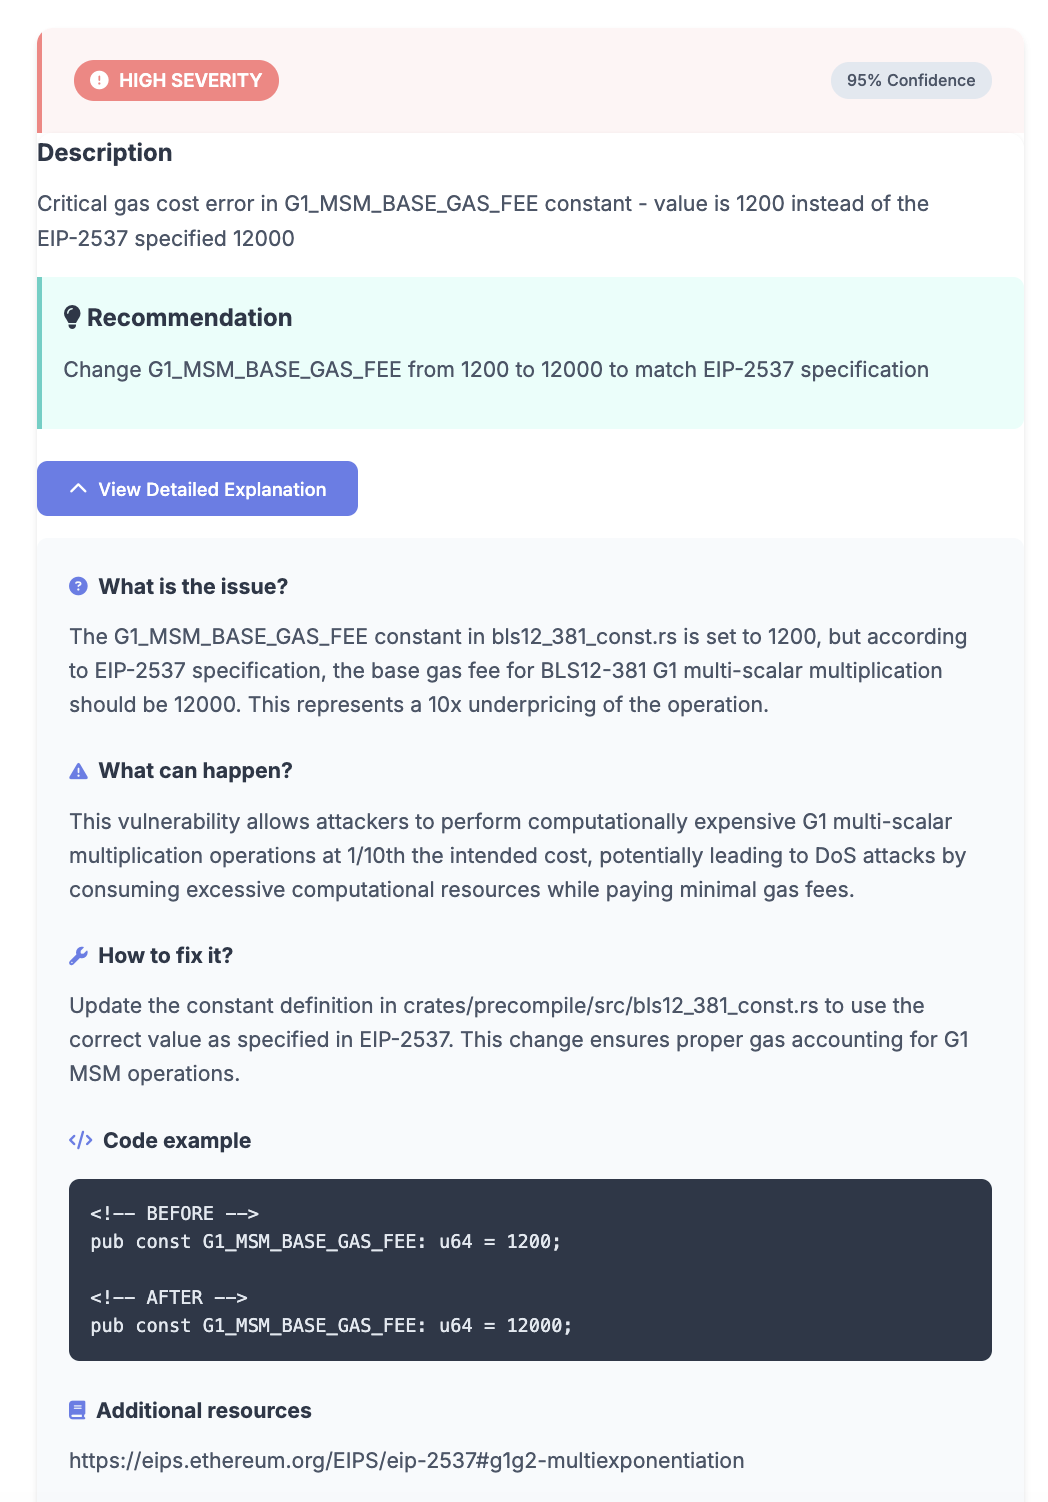 HIGH SEVERITY
95% Confidence
Description
Critical gas cost error in G1_MSM_BASE_GAS_FEE constant - value is 1200 instead of the
EIP-2537 specified 12000
Recommendation
Change G1_MSM_BASE_GAS_FEE from 1200 to 12000 to match EIP-2537 specification
View Detailed Explanation
What is the issue?
The G1_MSM_BASE_GAS_FEE constant in bls12_381_const.rs is set to 1200, but according
to EIP-2537 specification, the base gas fee for BLS12-381 G1 multi-scalar multiplication
should be 12000. This represents a 10x underpricing of the operation.
What can happen?
This vulnerability allows attackers to perform computationally expensive G1 multi-scalar
multiplication operations at 1/10th the intended cost, potentially leading to DoS attacks by
consuming excessive computational resources while paying minimal gas fees.
How to fix it?
Update the constant definition in crates/precompile/src/bls12_381_const.rs to use the
correct value as specified in EIP-2537. This change ensures proper gas accounting for G1
MSM operations.
</> Code example
<!-- BEFORE -->
pub const G1_MSM_BASE_GAS_FEE: u64 = 1200;
<!-- AFTER -->
pub const G1_MSM_BASE_GAS_FEE: u64 = 12000;
Additional resources
https://eips.ethereum.org/EIPS/eip-2537#g1g2-multiexponentiation